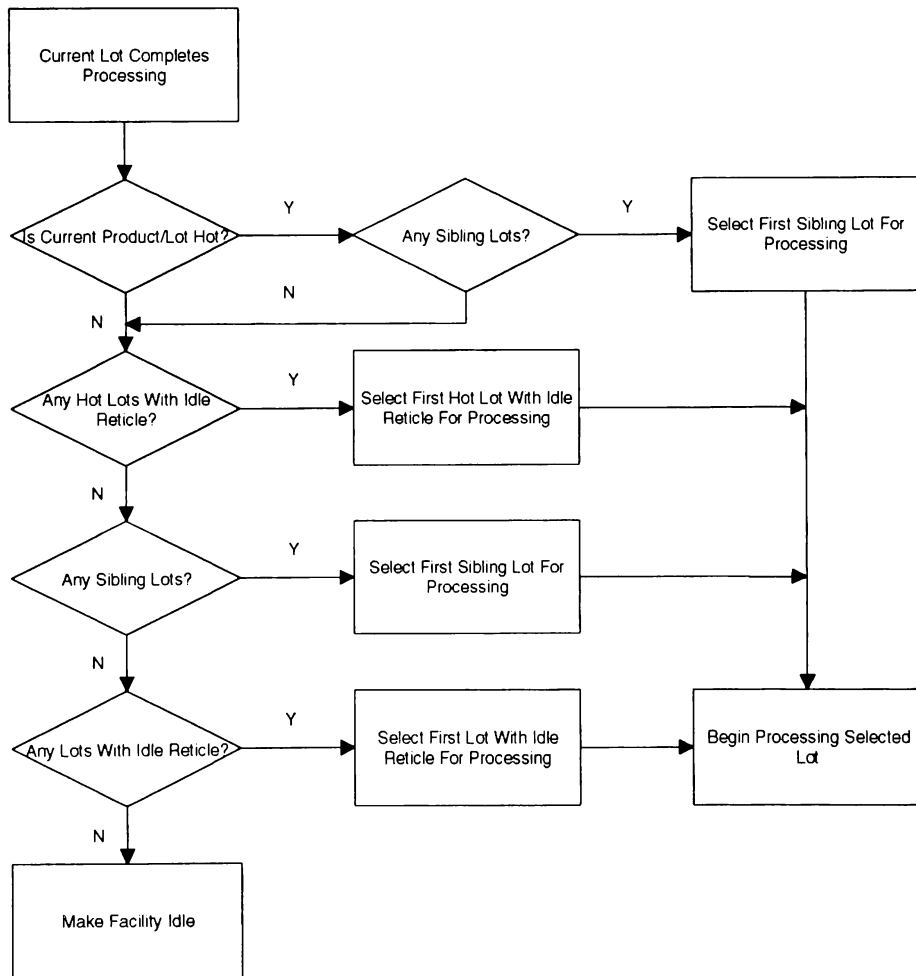 Current Lot Completes
Processing
Is Current Product/Lot Hot?
Y
Any Sibling Lots?
Y
Select First Sibling Lot For
Processing
N
N
Any Hot Lots With Idle
Reticle?
Y
Select First Hot Lot With Idle
Reticle For Processing
N
Any Sibling Lots?
Y
Select First Sibling Lot For
Processing
N
Any Lots With Idle Reticle?
Y
Select First Lot With Idle
Reticle For Processing
Begin Processing Selected
Lot
N
Make Facility Idle